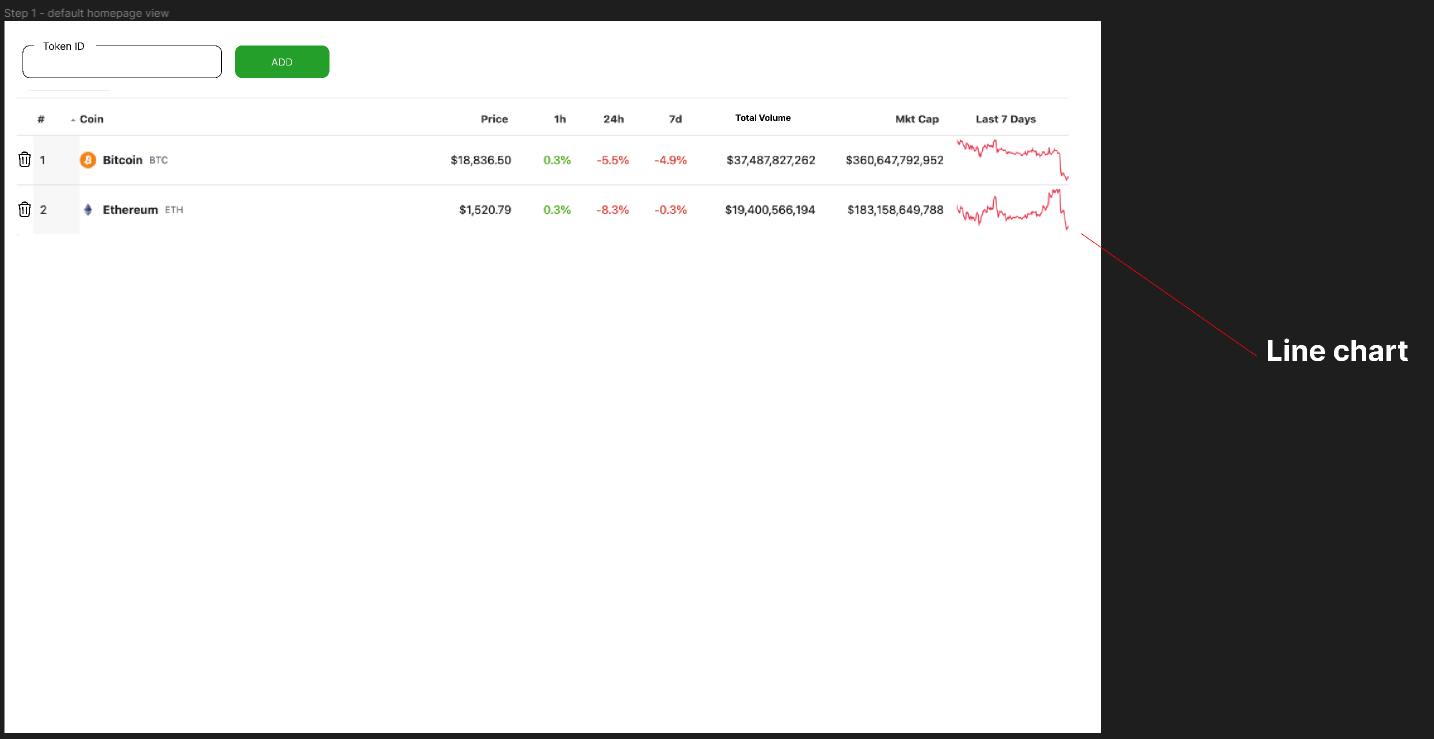 Step 1 - default homepage view
Token ID
ADD
# Coin Price 1h 24h 7d Total Volume Mkt Cap Last 7 Days
1 Bitcoin BTC $18,836.50 0.3% -5.5% -4.9% $37,487,827,262 $360,647,792,952
2 Ethereum ETH $1,520.79 0.3% -8.3% -0.3% $19,400,566,194 $183,158,649,788
Line chart